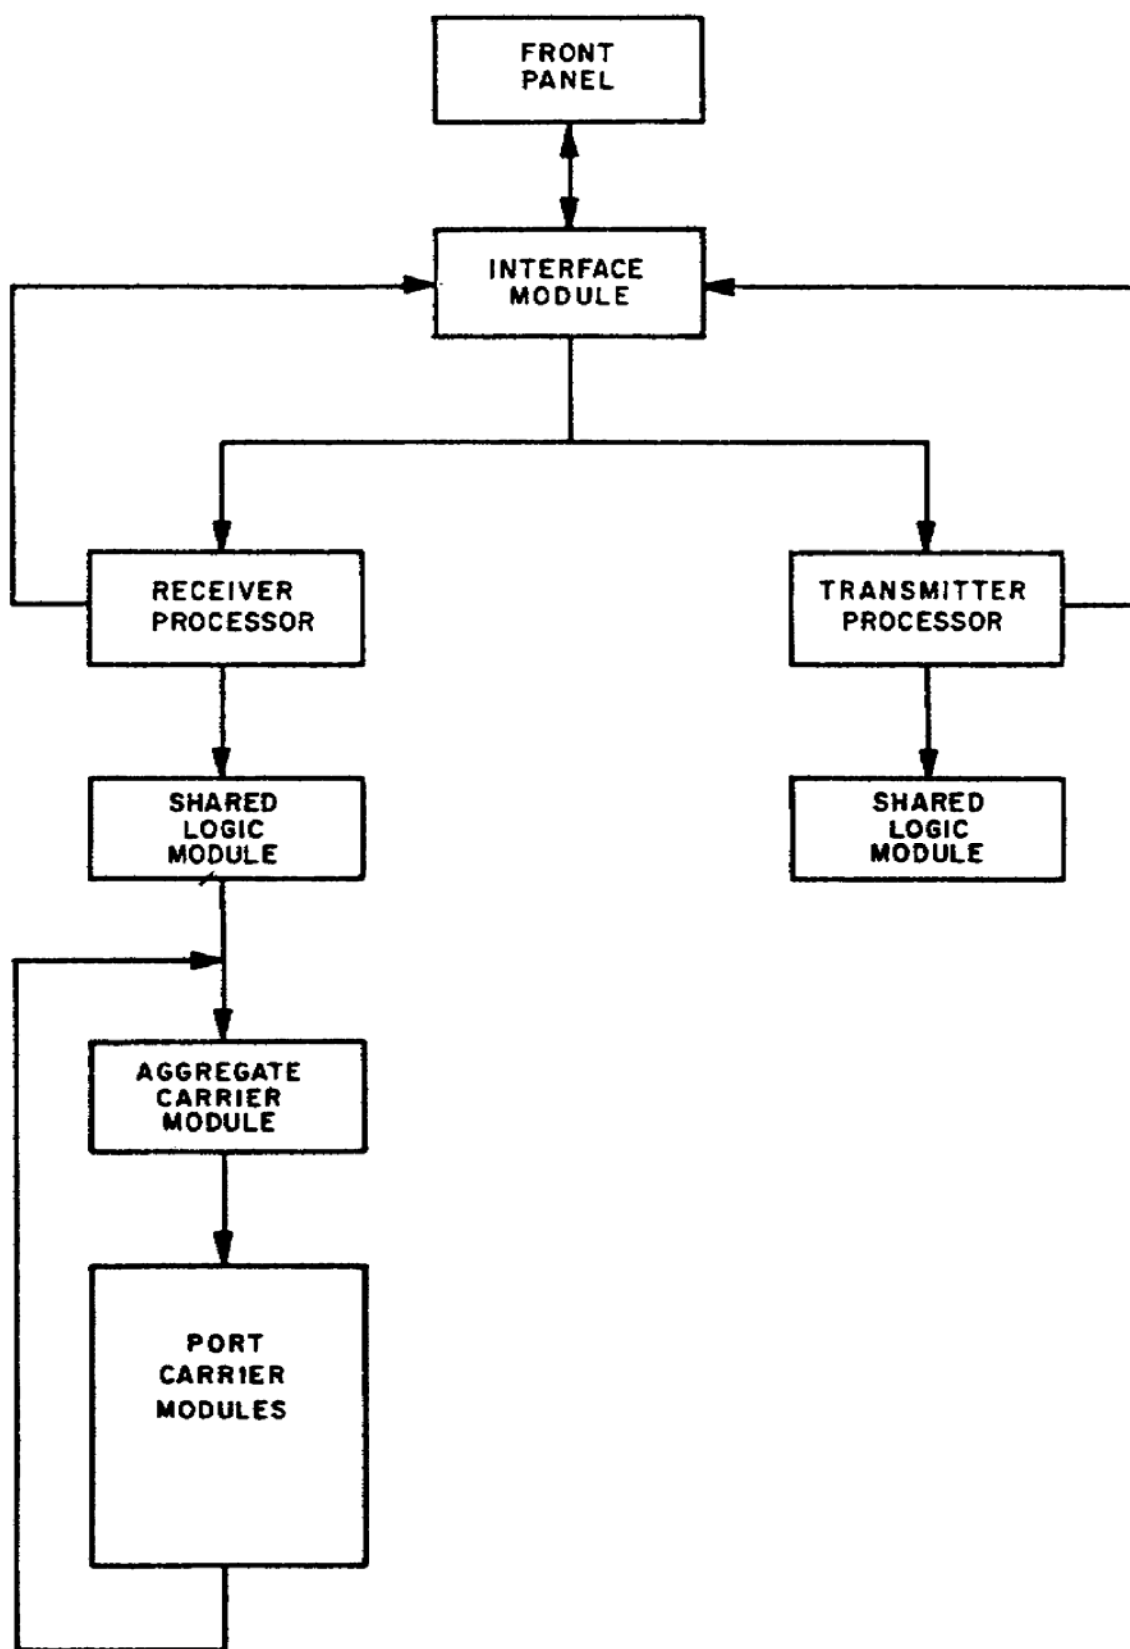 FRONT
PANEL
INTERFACE
MODULE
RECEIVER
PROCESSOR
TRANSMITTER
PROCESSOR
SHARED
LOGIC
MODULE
SHARED
LOGIC
MODULE
AGGREGATE
CARRIER
MODULE
PORT
CARRIER
MODULES